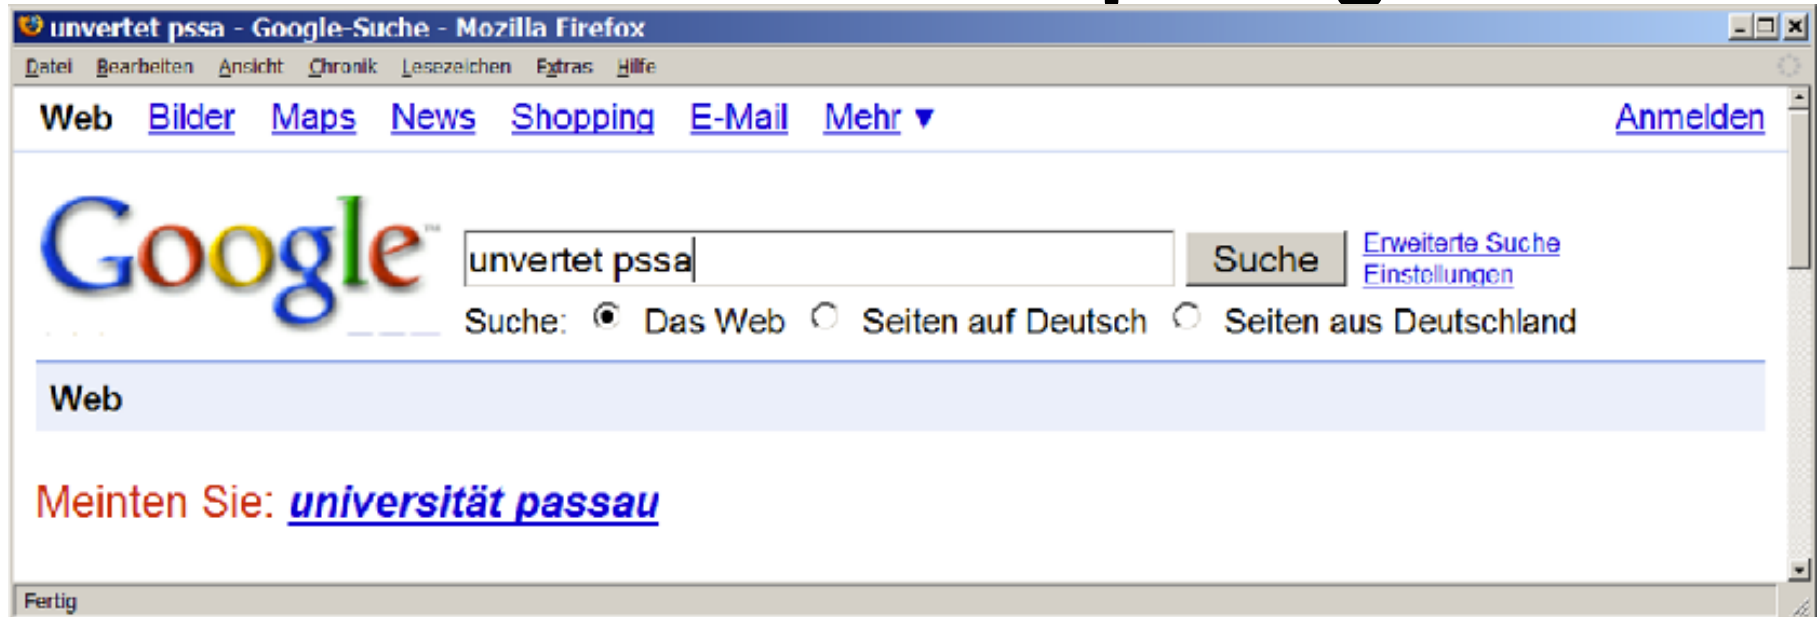 unvertet pssa - Google-Suche - Mozilla Firefox
Datei Bearbeiten Ansicht Chronik Lesezeichen Extras Hilfe
Web Bilder Maps News Shopping E-Mail Mehr ▼ Anmelden
Google™ unvertet pssa Suche Erweiterte Suche
Einstellungen
Suche: Das Web Seiten auf Deutsch Seiten aus Deutschland
Web
Meinten Sie: universität passau
Fertig